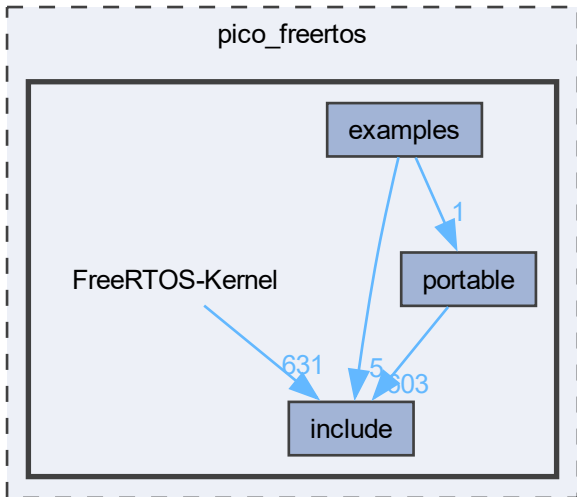 pico_freertos
examples
1
FreeRTOS-Kernel
portable
631
5
603
include